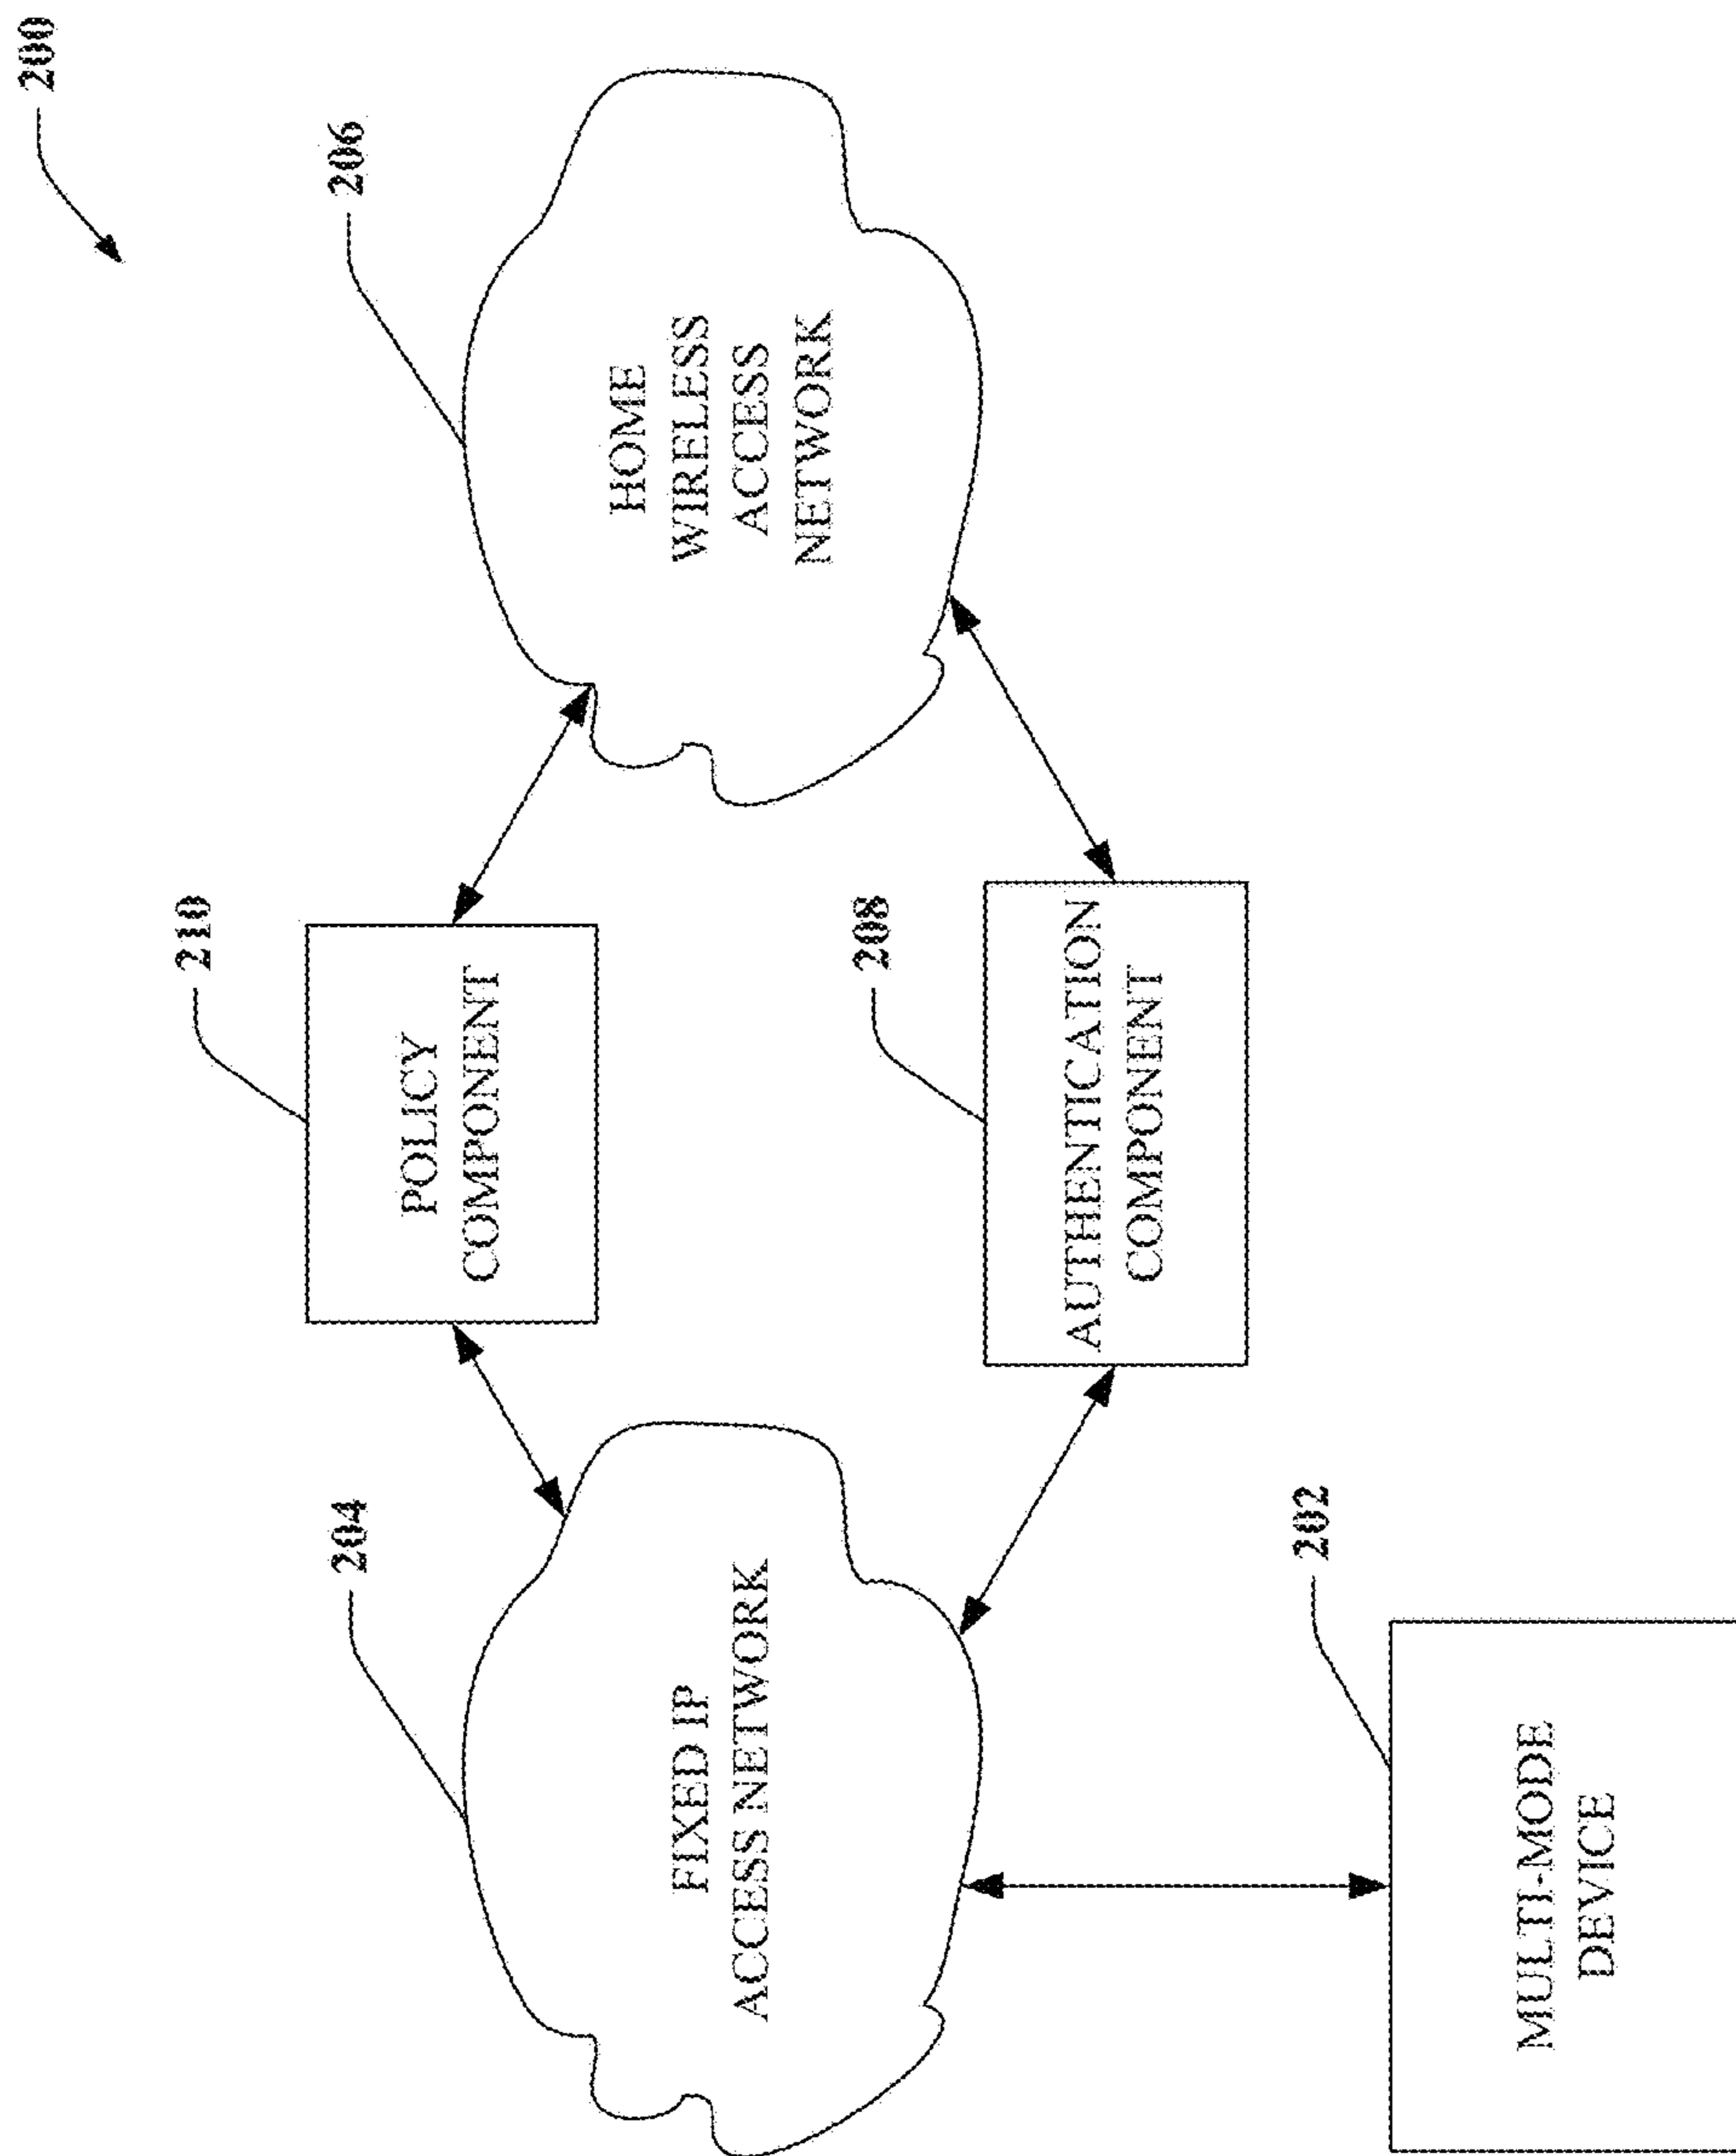 200
210
POLICY
COMPONENT
204
FIXED IP
ACCESS NETWORK
206
HOME
WIRELESS
ACCESS
NETWORK
208
AUTHENTICATION
COMPONENT
202
MULTI-MODE
DEVICE